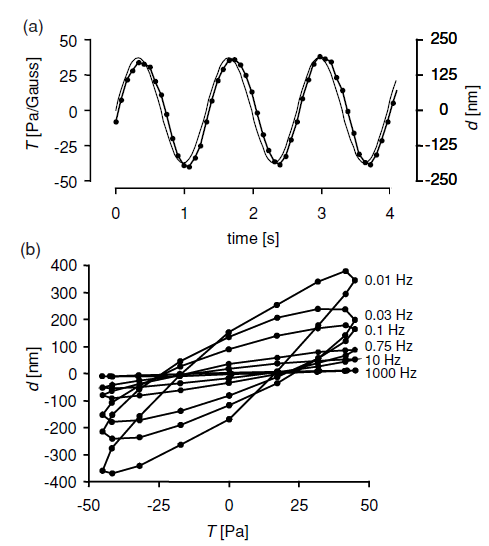 (a)
50
25
0
-25
-50
T [Pa/Gauss]
250
125
0
-125
-250
d [nm]
0
1
2
3
4
time [s]
(b)
400
300
200
100
0
-100
-200
-300
-400
d [nm]
0.01 Hz
0.03 Hz
0.1 Hz
0.75 Hz
10 Hz
1000 Hz
-50
-25
0
25
50
T [Pa]